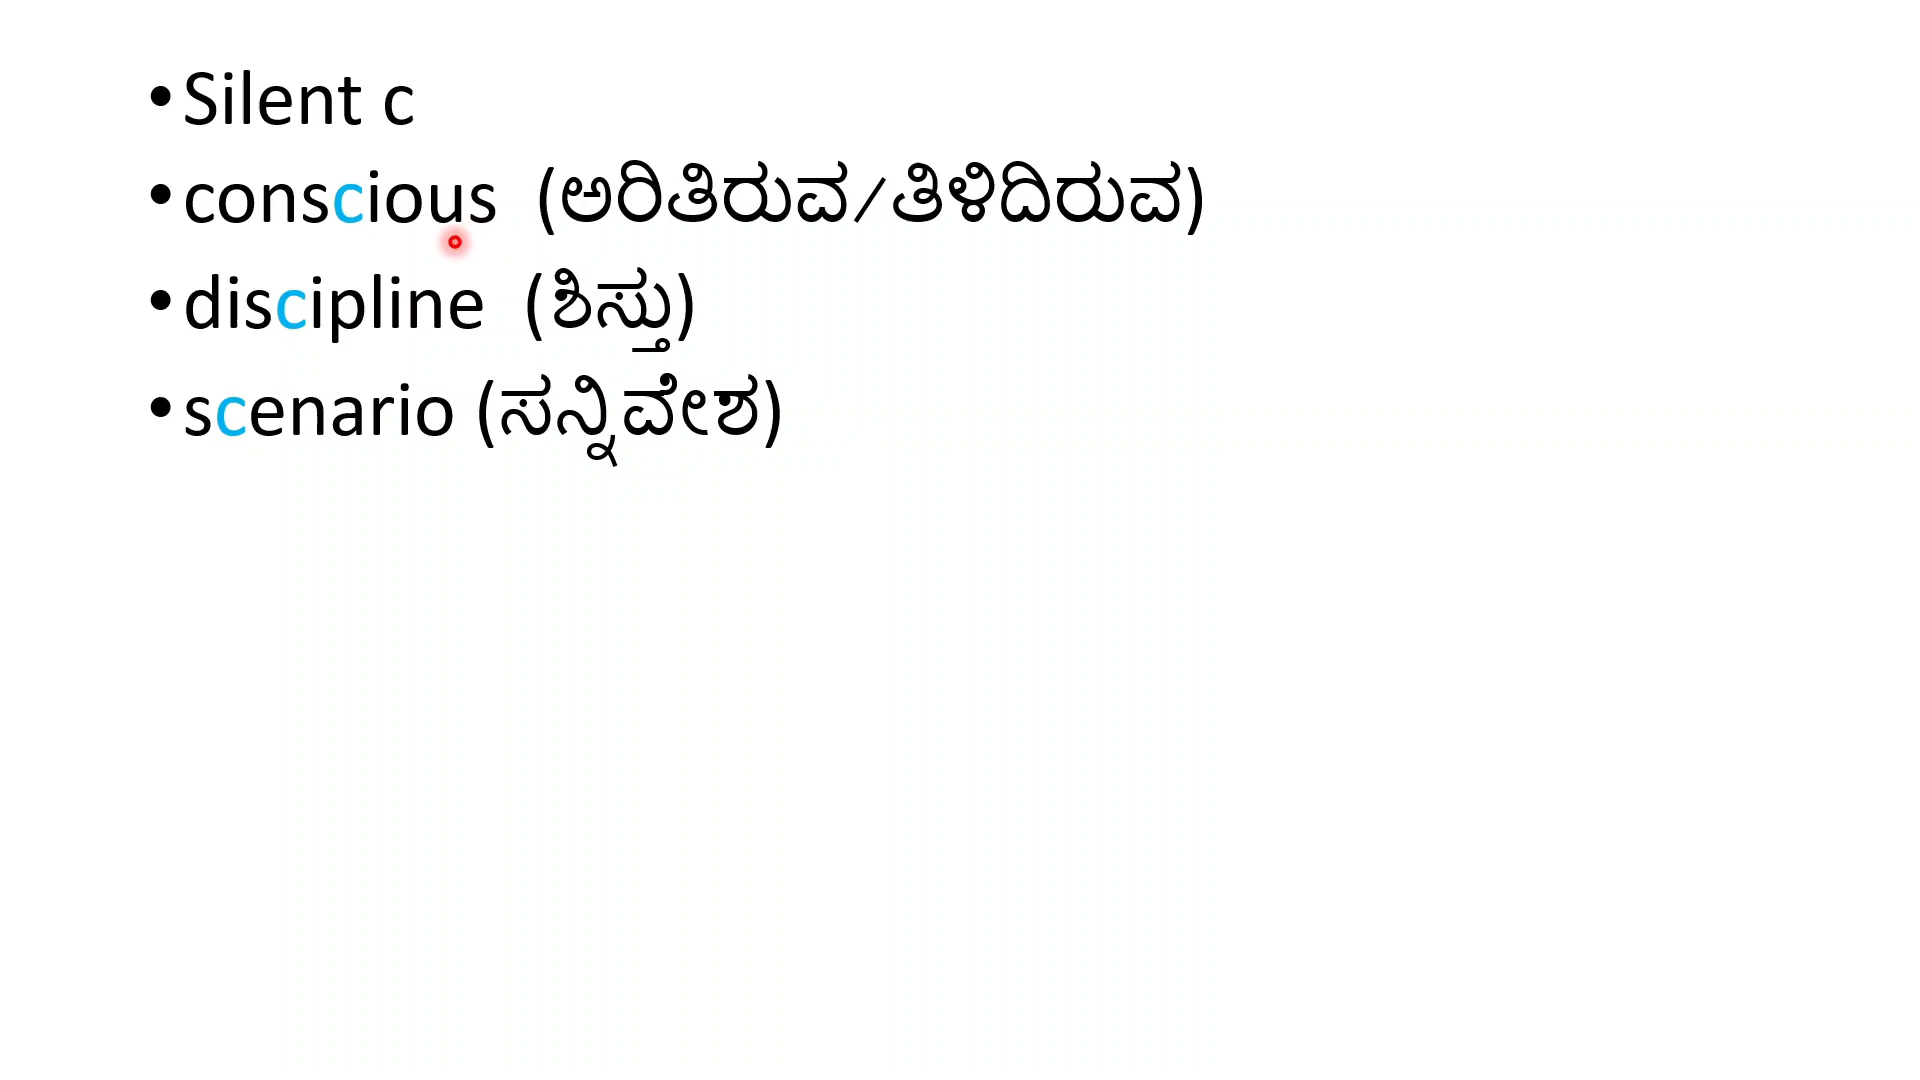 • Silent c
• conscious (ಅರಿತಿರುವ/ತಿಳಿದಿರುವ)
• discipline (ಶಿಸ್ತು)
• scenario (ಸನ್ನಿವೇಶ)